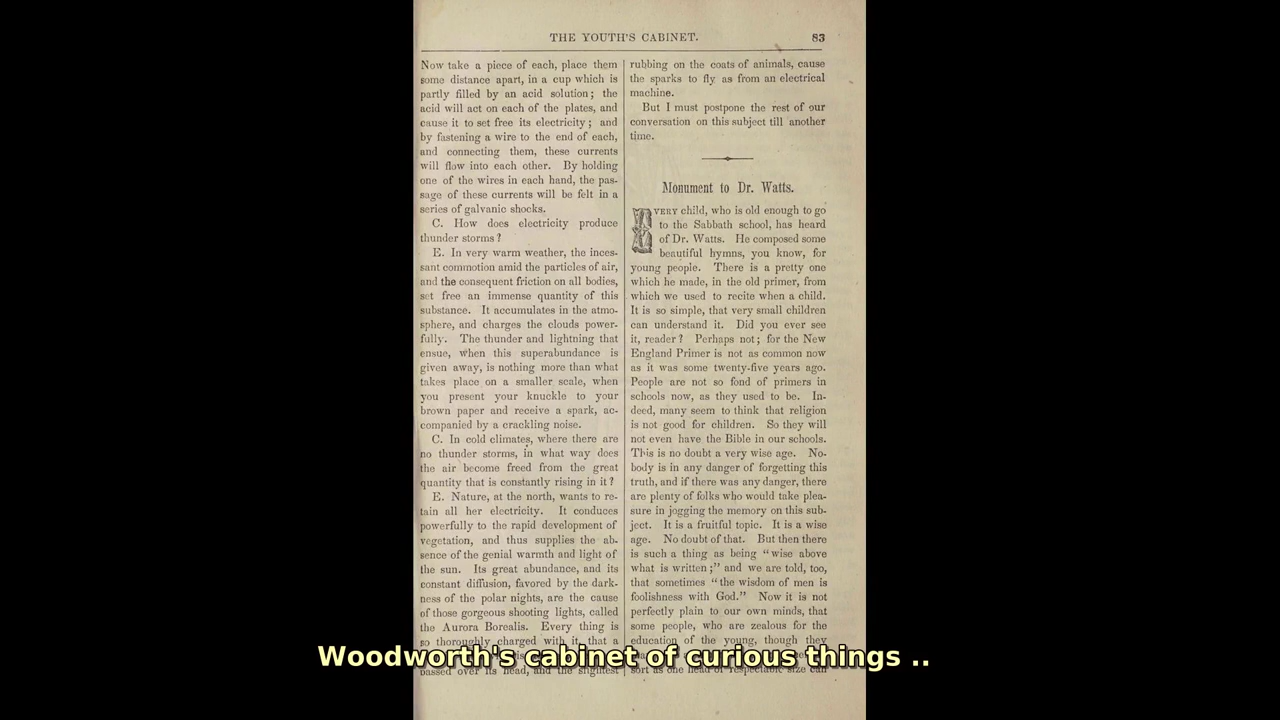 THE YOUTH'S CABINET.
83
Now take a piece of each, place them
some distance apart, in a cup which is
partly filled by an acid solution; the
acid will act on each of the plates, and
cause it to set free its electricity; and
by fastening a wire to the end of each,
and connecting them, these currents
will flow into each other. By holding
one of the wires in each hand, the pas-
sage of these currents will be felt in a
series of galvanic shocks.
C. How does electricity produce
thunder storms?
E. In very warm weather, the inces-
sant commotion amid the particles of air,
and the consequent friction on all bodies,
set free an immense quantity of this
substance. It accumulates in the atmo-
sphere, and charges the clouds power-
fully. The thunder and lightning that
ensue, when this superabundance is
given away, is nothing more than what
takes place on a smaller scale, when
you present your knuckle to your
brown paper and receive a spark, ac-
companied by a crackling noise.
C. In cold climates, where there are
no thunder storms, in what way does
the air become freed from the great
quantity that is constantly rising in it?
E. Nature, at the north, wants to re-
tain all her electricity. It conduces
powerfully to the rapid development of
vegetation, and thus supplies the ab-
sence of the genial warmth and light of
the sun. Its great abundance, and its
constant diffusion, favored by the dark-
ness of the polar nights, are the cause
of those gorgeous shooting lights, called
the Aurora Borealis. Every thing is
so thoroughly charged with it, that a
passed over its head, and the slightest
rubbing on the coats of animals, cause
the sparks to fly as from an electrical
machine.
But I must postpone the rest of our
conversation on this subject till another
time.
Monument to Dr. Watts.
EVERY child, who is old enough to go
to the Sabbath school, has heard
of Dr. Watts. He composed some
beautiful hymns, you know, for
young people. There is a pretty one
which he made, in the old primer, from
which we used to recite when a child.
It is so simple, that very small children
can understand it. Did you ever see
it, reader? Perhaps not; for the New
England Primer is not as common now
as it was some twenty-five years ago.
People are not so fond of primers in
schools now, as they used to be. In-
deed, many seem to think that religion
is not good for children. So they will
not even have the Bible in our schools.
This is no doubt a very wise age. No-
body is in any danger of forgetting this
truth, and if there was any danger, there
are plenty of folks who would take plea-
sure in jogging the memory on this sub-
ject. It is a fruitful topic. It is a wise
age. No doubt of that. But then there
is such a thing as being "wise above
what is written;" and we are told, too,
that sometimes "the wisdom of men is
foolishness with God." Now it is not
perfectly plain to our own minds, that
some people, who are zealous for the
education of the young, though they
sort as one head of respectable size can
Woodworth's cabinet of curious things ..